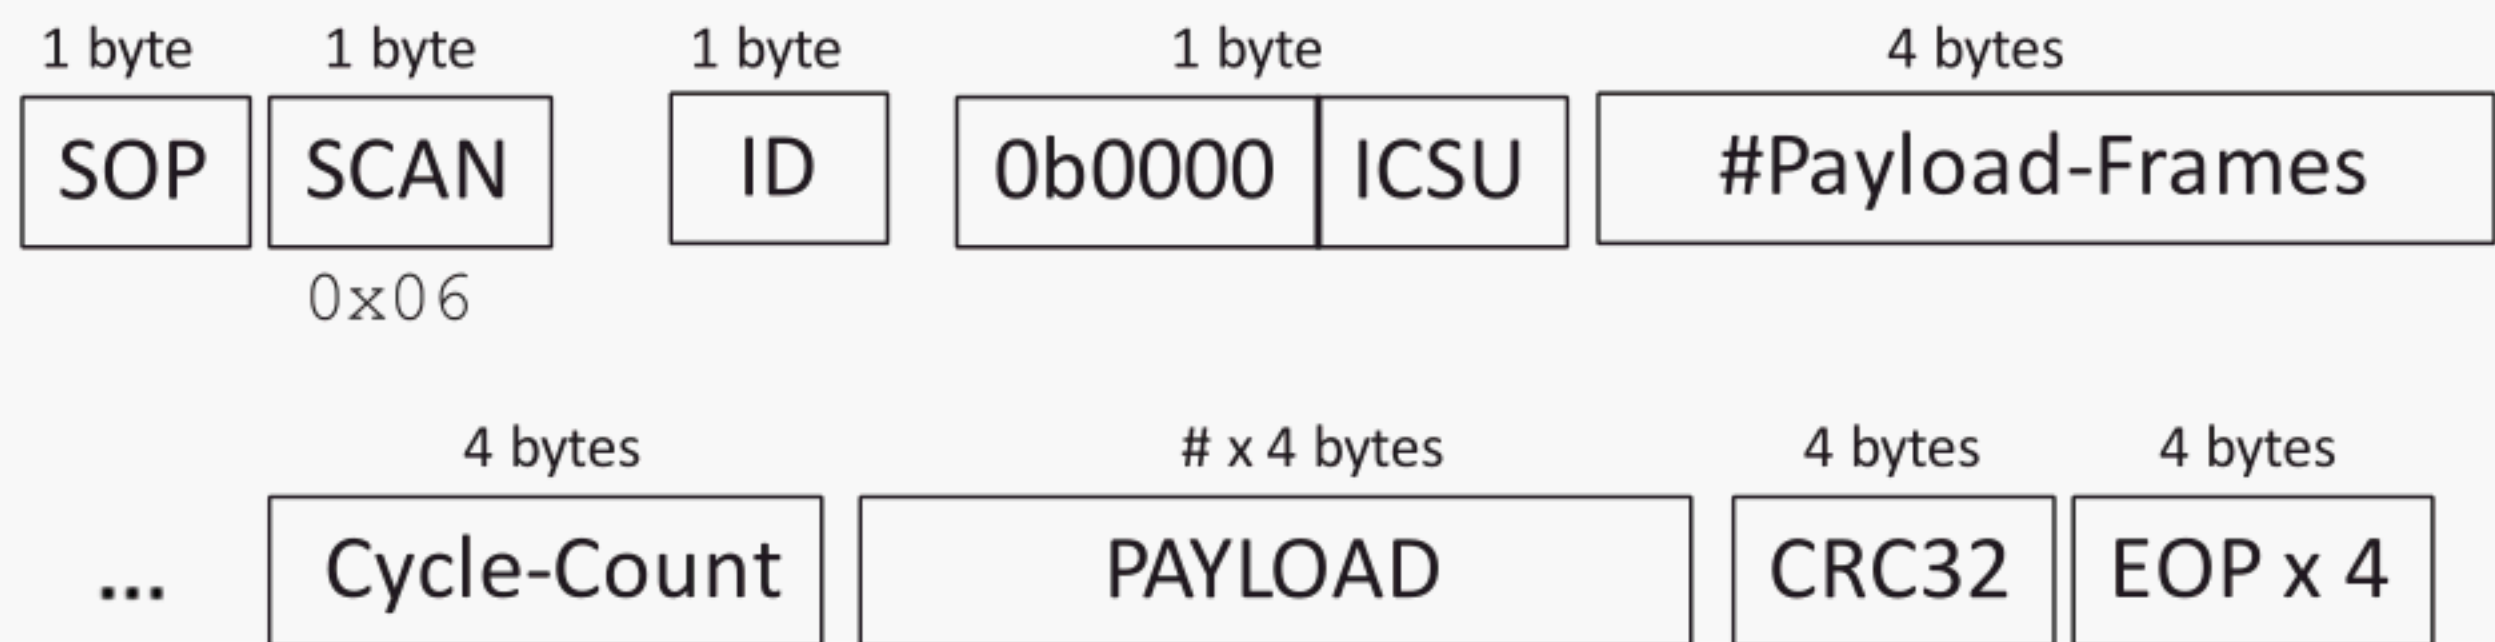 1 byte 1 byte 1 byte 1 byte 4 bytes
SOP SCAN ID 0b0000 ICSU #Payload-Frames
0x06
4 bytes # x 4 bytes 4 bytes 4 bytes
... Cycle-Count PAYLOAD CRC32 EOP x 4